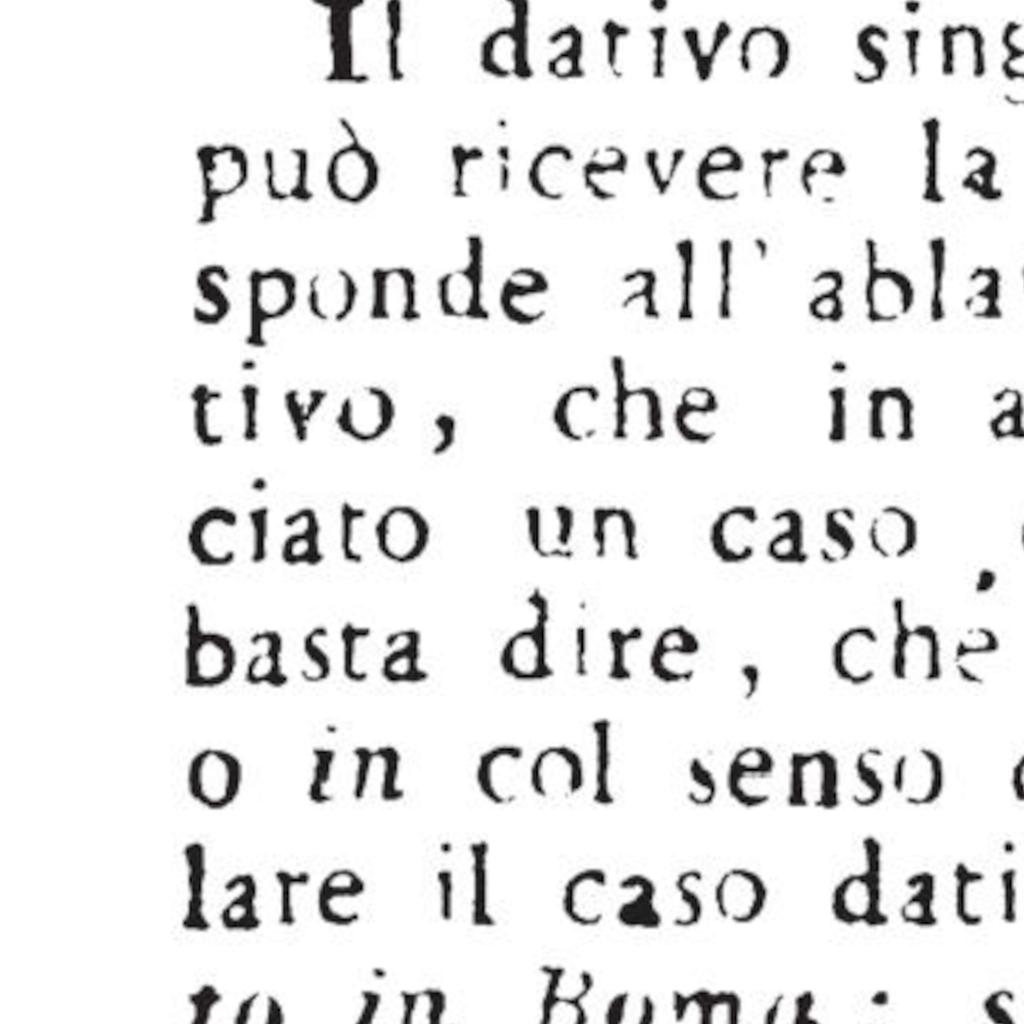 Il dativo sing
può ricevere la
sponde all' abla
tivo, che in a
ciato un caso
basta dire, che
o in col senso
lare il caso dati
to in Roma: s